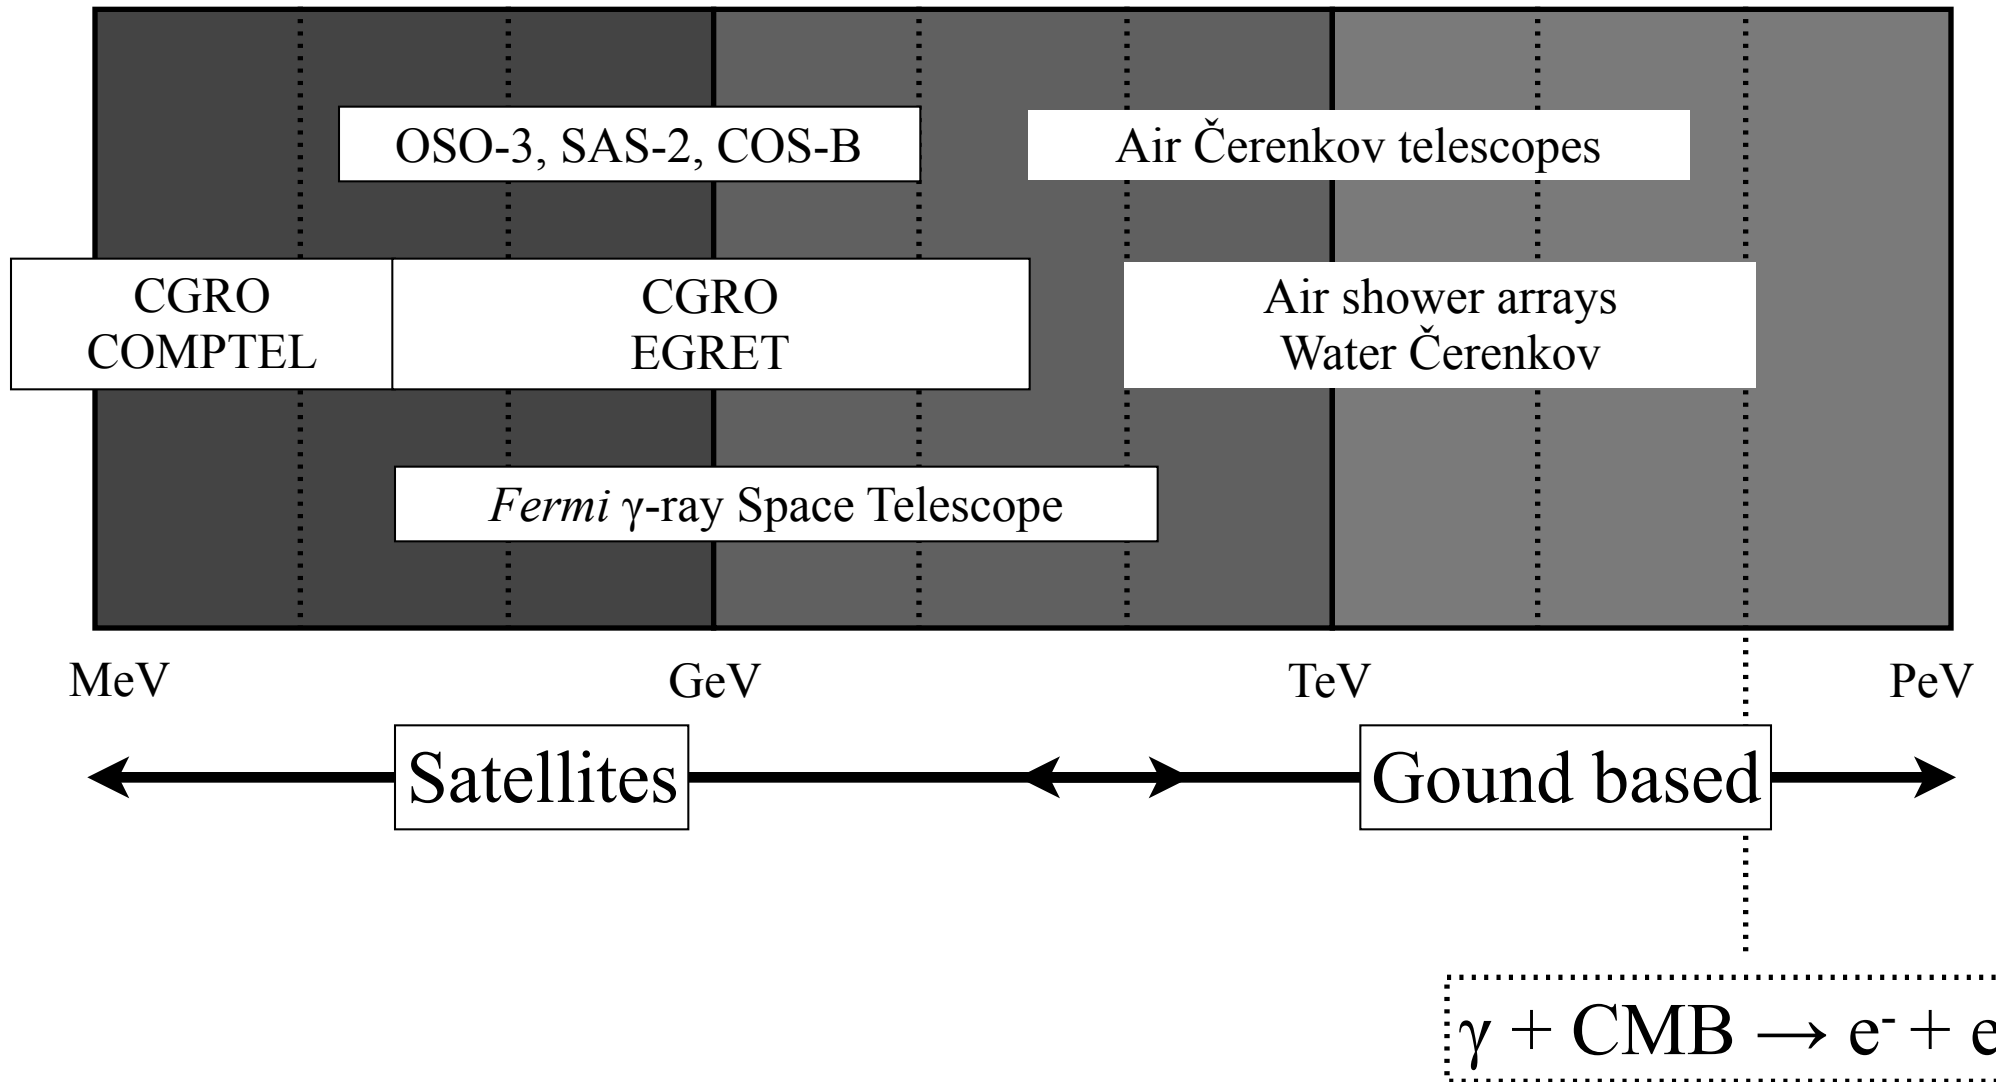 OSO-3, SAS-2, COS-B
Air Čerenkov telescopes
CGRO
COMPTEL
CGRO
EGRET
Air shower arrays
Water Čerenkov
Fermi γ-ray Space Telescope
MeV
GeV
TeV
PeV
Satellites
Gound based
γ + CMB → e- + e